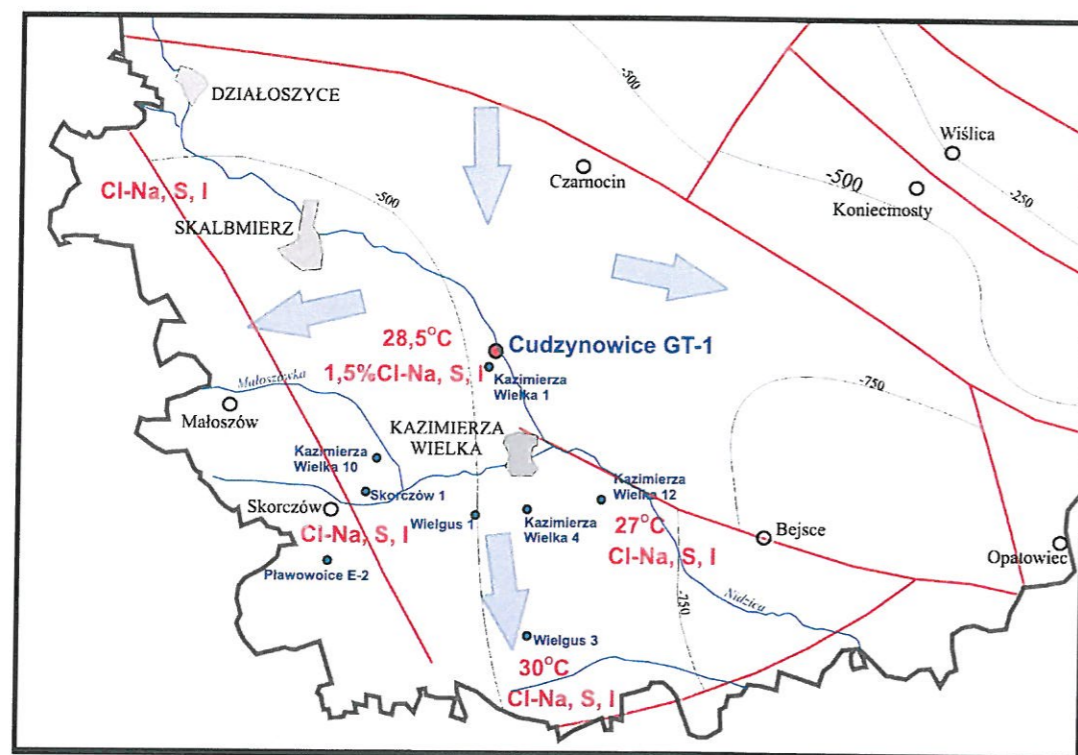 DZIAŁOSZYCE
-500
-500
Wiślica
Czarnocin
-500
Koniecmosty
-250
Cl-Na, S, I
SKALBMIERZ
28,5°C
Cudzynowice GT-1
1,5%Cl-Na, S, I
Kazimierza
Wielka 1
Małoszówka
Małoszów
-750
KAZIMIERZA
WIELKA
Kazimierza
Wielka 10
Skorczów 1
Skorczów
Wielgus 1
Kazimierza
Wielka 4
Kazimierza
Wielka 12
27°C
Cl-Na, S, I
Bejsce
Opatowiec
Cl-Na, S, I
Pławowoice E-2
-750
Nidzica
Wielgus 3
30°C
Cl-Na, S, I